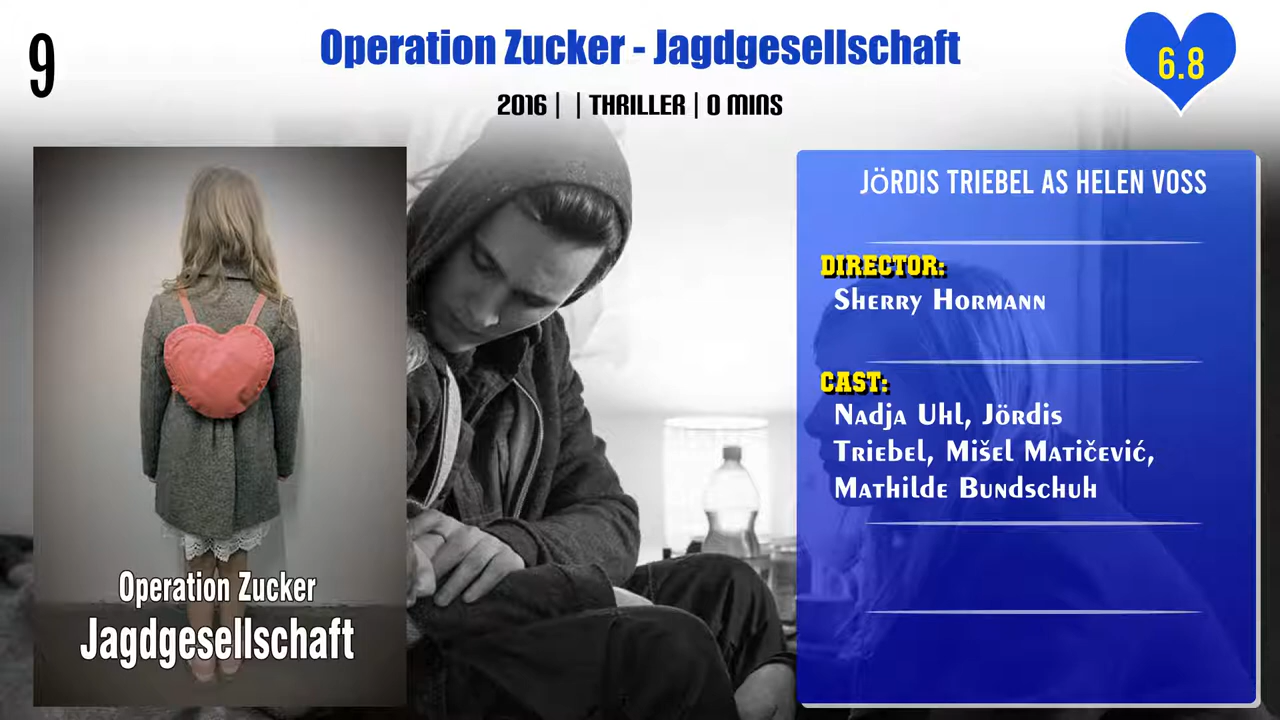 9
Operation Zucker - Jagdgesellschaft
6.8
2016 | | THRILLER | 0 MINS
Operation Zucker
Jagdgesellschaft
JÖRDIS TRIEBEL AS HELEN VOSS
DIRECTOR:
Sherry Hormann
CAST:
Nadja Uhl, Jördis
Triebel, Mišel Matičević,
Mathilde Bundschuh